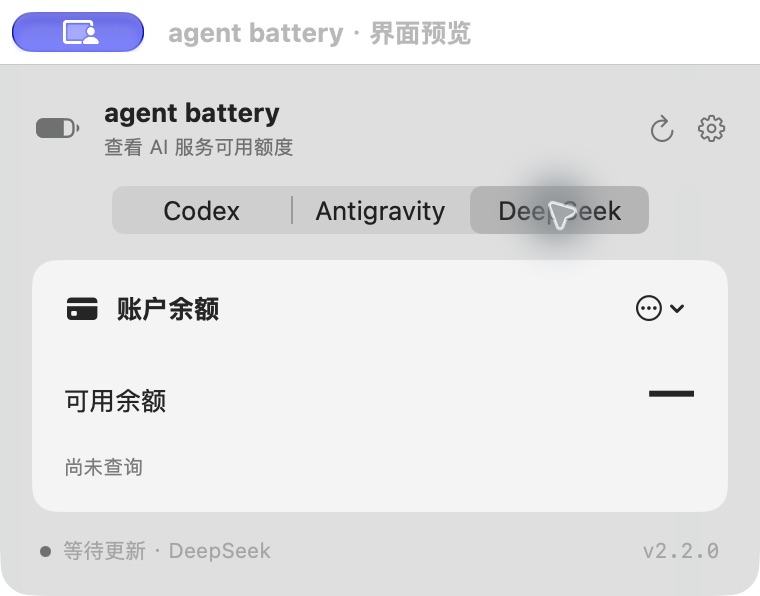 agent battery · 界面预览
agent battery
查看 AI 服务可用额度
Codex
Antigravity
DeepSeek
账户余额
可用余额
—
尚未查询
等待更新 · DeepSeek
v2.2.0